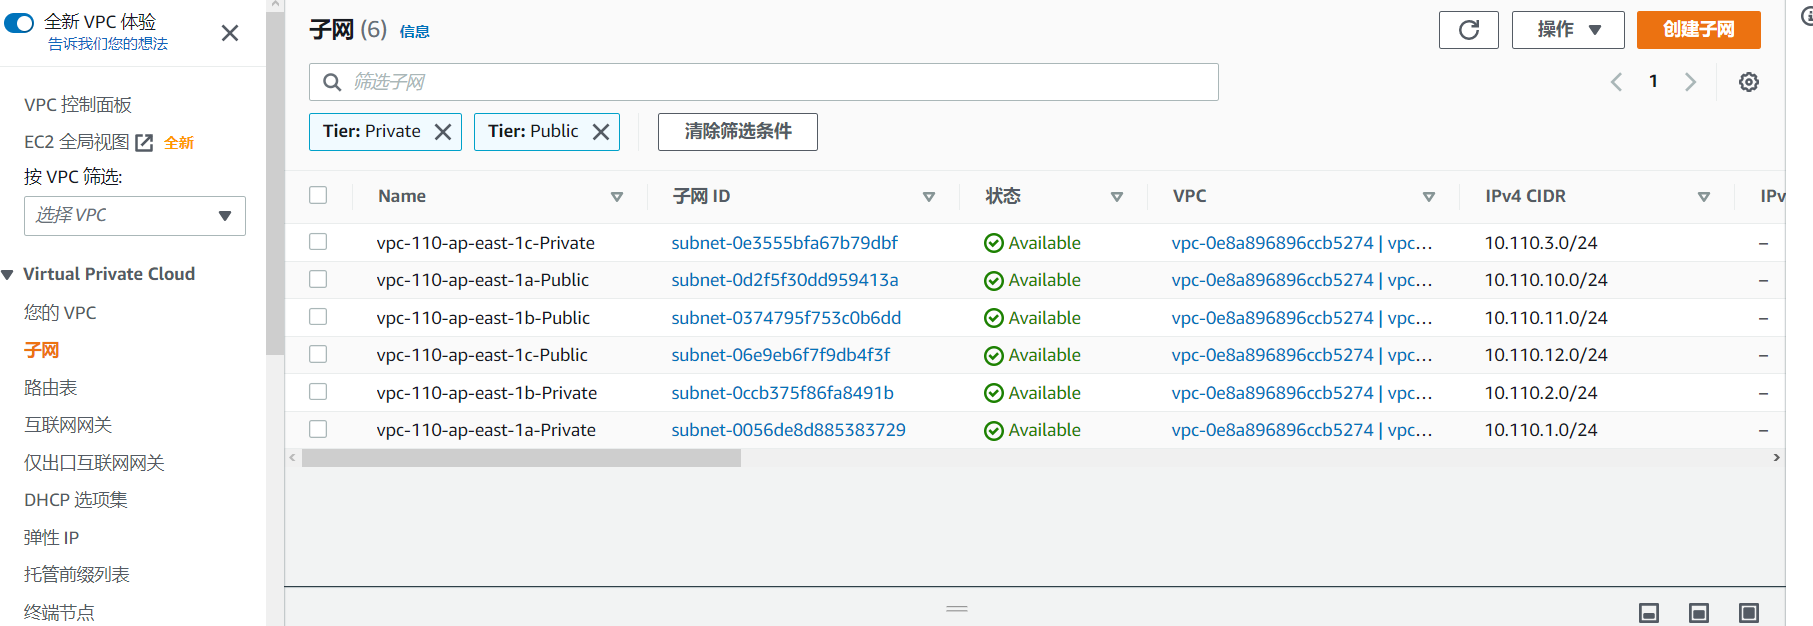 全新 VPC 体验
告诉我们您的想法
VPC 控制面板
EC2 全局视图 全新
按 VPC 筛选:
选择 VPC
Virtual Private Cloud
您的 VPC
子网
路由表
互联网网关
仅出口互联网网关
DHCP 选项集
弹性 IP
托管前缀列表
终端节点
子网 (6) 信息
操作
创建子网
筛选子网
1
Tier: Private
Tier: Public
清除筛选条件
Name 子网 ID 状态 VPC IPv4 CIDR IPv
vpc-110-ap-east-1c-Private subnet-0e3555bfa67b79dbf Available vpc-0e8a896896ccb5274 | vpc… 10.110.3.0/24 –
vpc-110-ap-east-1a-Public subnet-0d2f5f30dd959413a Available vpc-0e8a896896ccb5274 | vpc… 10.110.10.0/24 –
vpc-110-ap-east-1b-Public subnet-0374795f753c0b6dd Available vpc-0e8a896896ccb5274 | vpc… 10.110.11.0/24 –
vpc-110-ap-east-1c-Public subnet-06e9eb6f7f9db4f3f Available vpc-0e8a896896ccb5274 | vpc… 10.110.12.0/24 –
vpc-110-ap-east-1b-Private subnet-0ccb375f86fa8491b Available vpc-0e8a896896ccb5274 | vpc… 10.110.2.0/24 –
vpc-110-ap-east-1a-Private subnet-0056de8d885383729 Available vpc-0e8a896896ccb5274 | vpc… 10.110.1.0/24 –